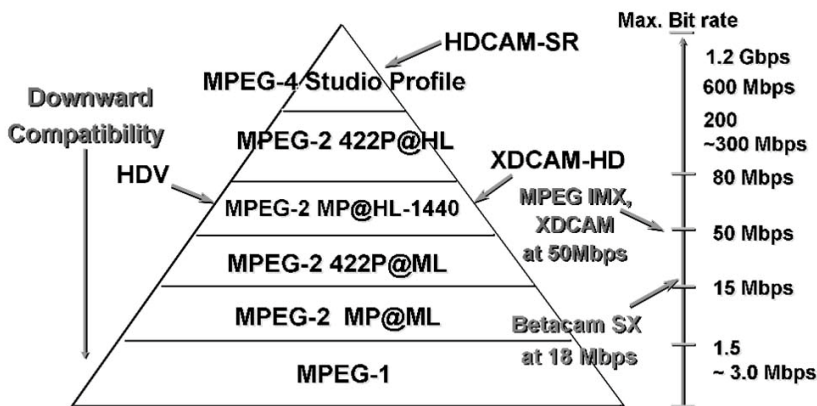 Max. Bit rate
HDCAM-SR
1.2 Gbps
MPEG-4 Studio Profile
600 Mbps
Downward
Compatibility
200
~300 Mbps
MPEG-2 422P@HL
HDV
XDCAM-HD
80 Mbps
MPEG-2 MP@HL-1440
MPEG IMX,
XDCAM
at 50Mbps
50 Mbps
MPEG-2 422P@ML
15 Mbps
MPEG-2 MP@ML
Betacam SX
at 18 Mbps
1.5
~ 3.0 Mbps
MPEG-1